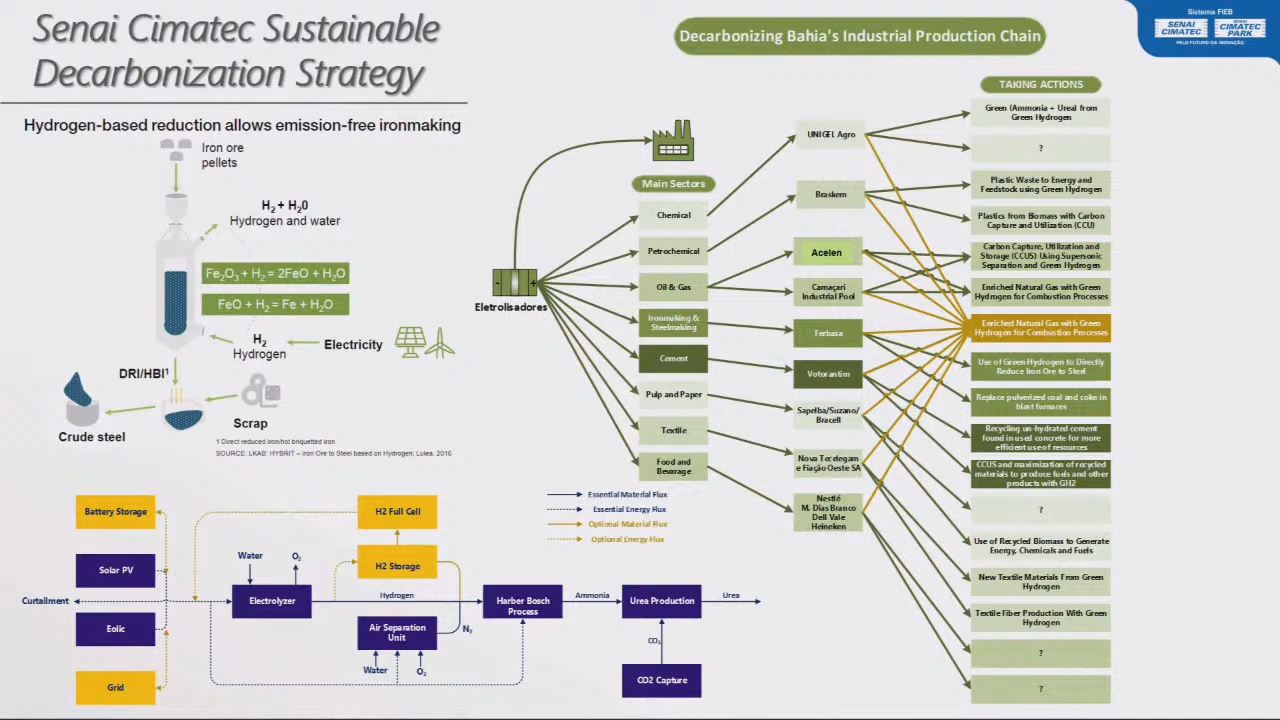 Senai Cimatec Sustainable
Decarbonization Strategy
Decarbonizing Bahia's Industrial Production Chain
Sistema FIEB
SENAI
CIMATEC
SENAI
CIMATEC
PARK
PELO FUTURO DA INOVAÇÃO
Hydrogen-based reduction allows emission-free ironmaking
Iron ore
pellets
H2 + H20
Hydrogen and water
Fe2O3 + H2 = 2FeO + H2O
FeO + H2 = Fe + H2O
H2
Hydrogen
Electricity
DRI/HBI1
Crude steel
Scrap
1 Direct reduced iron/hot briquetted iron
SOURCE: LKAB: HYBRIT – Iron Ore to Steel based on Hydrogen; Lulea. 2016
Eletrolisadores
- +
Main Sectors
Chemical
Petrochemical
Oil & Gas
Ironmaking &
Steelmaking
Cement
Pulp and Paper
Textile
Food and
Bevarage
UNIGEL Agro
Braskem
Acelen
Camaçari
Industrial Pool
Ferbasa
Votorantim
Sapelba/Suzano/
Bracell
Nova Tecelegam
e Fiação Oeste SA
Nestlé
M. Dias Branco
Dell Vale
Heineken
TAKING ACTIONS
Green (Ammonia + Ureal from
Green Hydrogen
?
Plastic Waste to Energy and
Feedstock using Green Hydrogen
Plastics from Biomass with Carbon
Capture and Utilization (CCU)
Carbon Capture, Utilization and
Storage (CCUS) Using Supersonic
Separation and Green Hydrogen
Enriched Natural Gas with Green
Hydrogen for Combustion Processes
Enriched Natural Gas with Green
Hydrogen for Combustion Processes
Use of Green Hydrogen to Directly
Reduce Iron Ore to Steel
Replace pulverized coal and coke in
blast furnaces
Recycling un-hydrated cement
found in used concrete for more
efficient use of resources
CCUS and maximization of recycled
materials to produce fuels and other
products with GH2
?
Use of Recycled Biomass to Generate
Energy, Chemicals and Fuels
New Textile Materials From Green
Hydrogen
Textile Fiber Production With Green
Hydrogen
?
?
Essential Material Flux
Essential Energy Flux
Optional Material Flux
Optional Energy Flux
Battery Storage
Solar PV
Curtailment
Eolic
Grid
Water
O2
Electrolyzer
H2 Full Cell
H2 Storage
Hydrogen
Air Separation
Unit
N2
Water
O2
Harber Bosch
Process
Ammonia
Urea Production
Urea
CO2
CO2 Capture